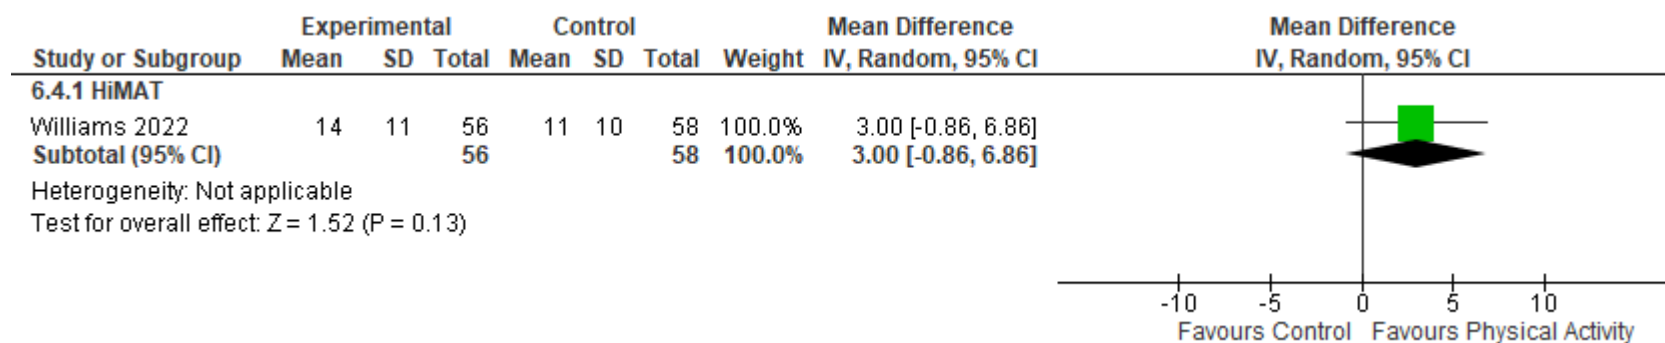 Experimental Control Mean Difference Mean Difference
Study or Subgroup Mean SD Total Mean SD Total Weight IV, Random, 95% CI IV, Random, 95% CI
6.4.1 HiMAT
Williams 2022 14 11 56 11 10 58 100.0% 3.00 [-0.86, 6.86]
Subtotal (95% CI) 56 58 100.0% 3.00 [-0.86, 6.86]
Heterogeneity: Not applicable
Test for overall effect: Z = 1.52 (P = 0.13)
-10 -5 0 5 10
Favours Control Favours Physical Activity